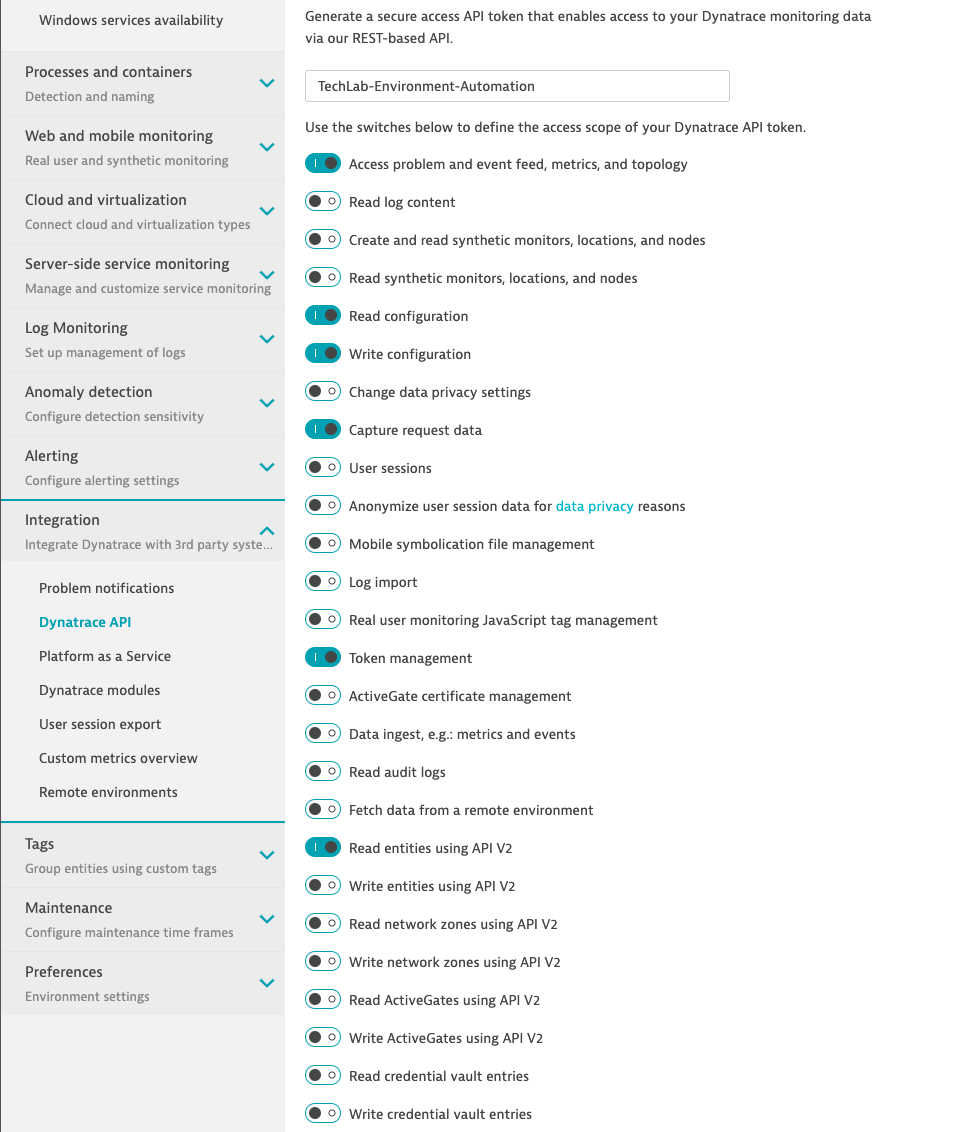 Windows services availability
Processes and containers
Detection and naming
Web and mobile monitoring
Real user and synthetic monitoring
Cloud and virtualization
Connect cloud and virtualization types
Server-side service monitoring
Manage and customize service monitoring
Log Monitoring
Set up management of logs
Anomaly detection
Configure detection sensitivity
Alerting
Configure alerting settings
Integration
Integrate Dynatrace with 3rd party syste...
Problem notifications
Dynatrace API
Platform as a Service
Dynatrace modules
User session export
Custom metrics overview
Remote environments
Tags
Group entities using custom tags
Maintenance
Configure maintenance time frames
Preferences
Environment settings
Generate a secure access API token that enables access to your Dynatrace monitoring data
via our REST-based API.
TechLab-Environment-Automation
Use the switches below to define the access scope of your Dynatrace API token.
Access problem and event feed, metrics, and topology
Read log content
Create and read synthetic monitors, locations, and nodes
Read synthetic monitors, locations, and nodes
Read configuration
Write configuration
Change data privacy settings
Capture request data
User sessions
Anonymize user session data for data privacy reasons
Mobile symbolication file management
Log import
Real user monitoring JavaScript tag management
Token management
ActiveGate certificate management
Data ingest, e.g.: metrics and events
Read audit logs
Fetch data from a remote environment
Read entities using API V2
Write entities using API V2
Read network zones using API V2
Write network zones using API V2
Read ActiveGates using API V2
Write ActiveGates using API V2
Read credential vault entries
Write credential vault entries